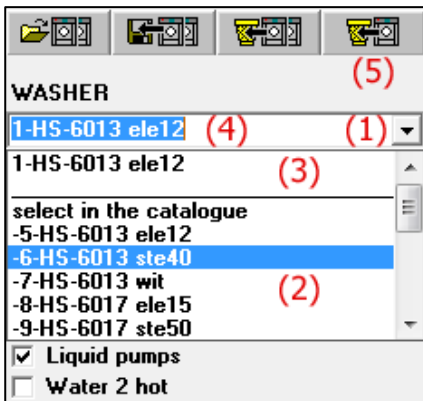 (5)
WASHER
1-HS-6013 ele12 (4) (1)
1-HS-6013 ele12 (3)
select in the catalogue
-5-HS-6013 ele12
-6-HS-6013 ste40
-7-HS-6013 wit
-8-HS-6017 ele15 (2)
-9-HS-6017 ste50
Liquid pumps
Water 2 hot